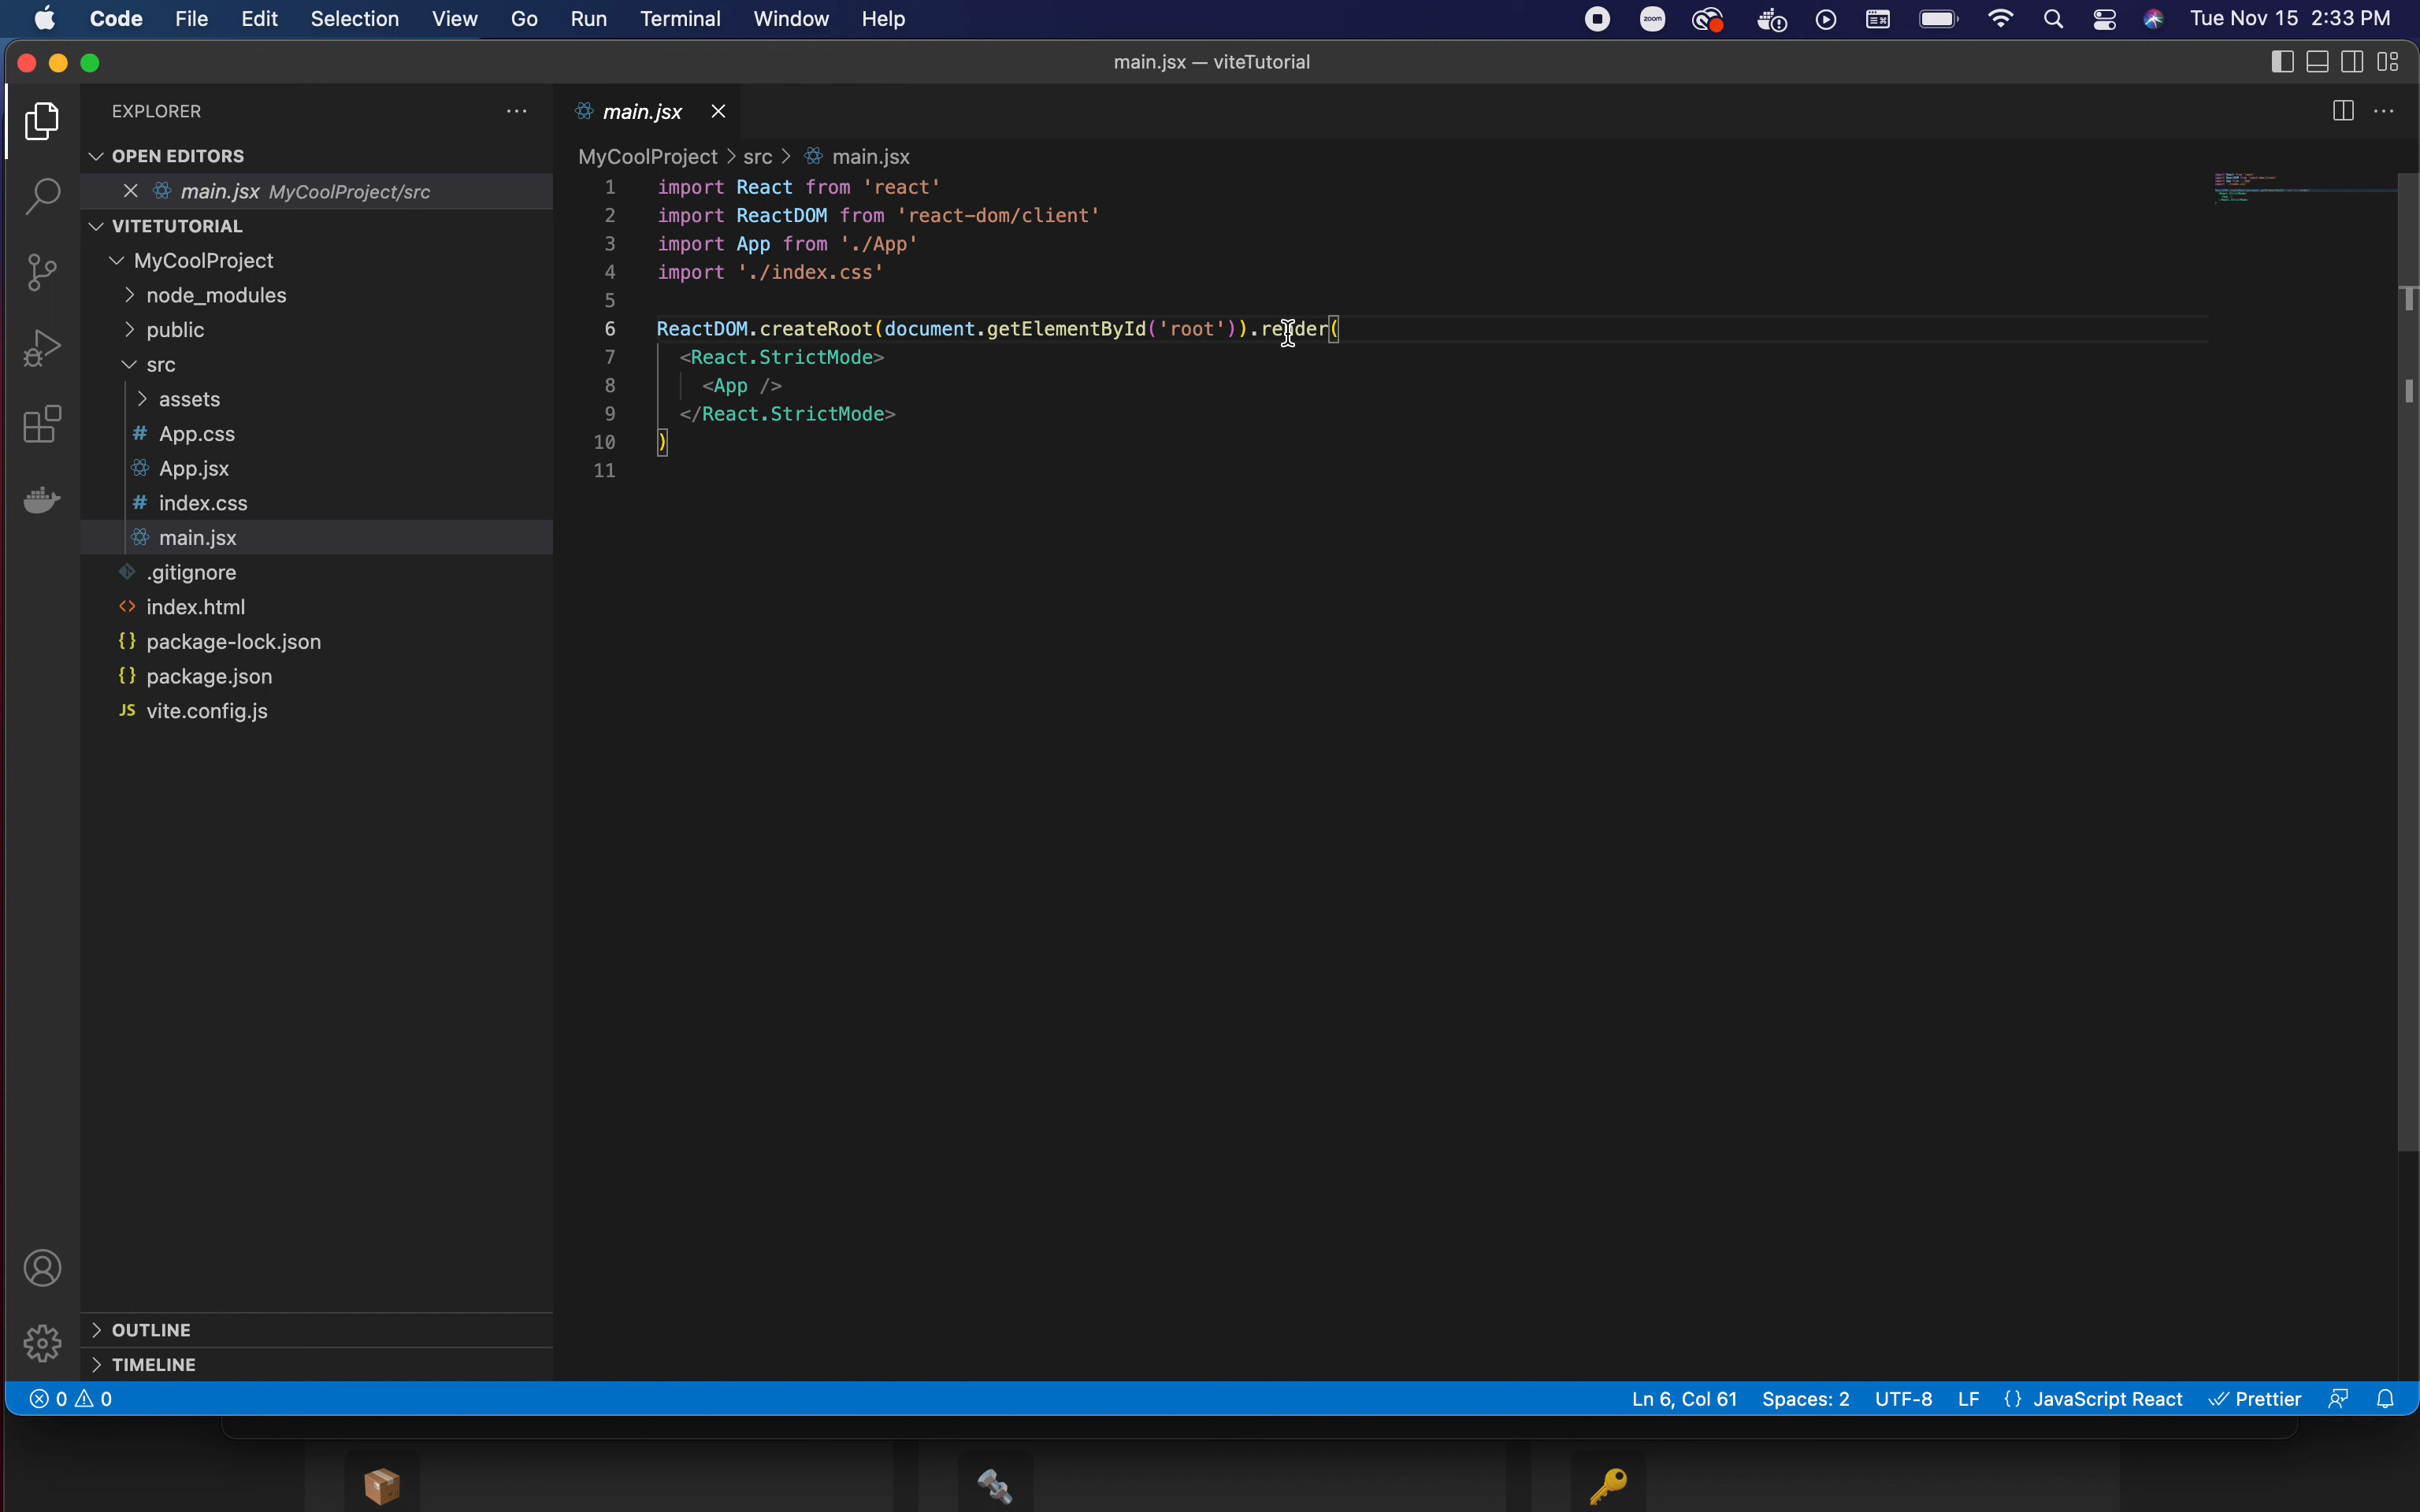 Code File Edit Selection View Go Run Terminal Window Help zoom Tue Nov 15 2:33 PM
main.jsx — viteTutorial
EXPLORER
OPEN EDITORS
main.jsx MyCoolProject/src
VITETUTORIAL
MyCoolProject
node_modules
public
src
assets
# App.css
App.jsx
# index.css
main.jsx
.gitignore
<> index.html
{} package-lock.json
{} package.json
JS vite.config.js
OUTLINE
TIMELINE
main.jsx
MyCoolProject > src > main.jsx
1 import React from 'react'
2 import ReactDOM from 'react-dom/client'
3 import App from './App'
4 import './index.css'
5
6 ReactDOM.createRoot(document.getElementById('root')).render(
7 <React.StrictMode>
8 <App />
9 </React.StrictMode>
10 )
11
0 0 Ln 6, Col 61 Spaces: 2 UTF-8 LF {} JavaScript React Prettier